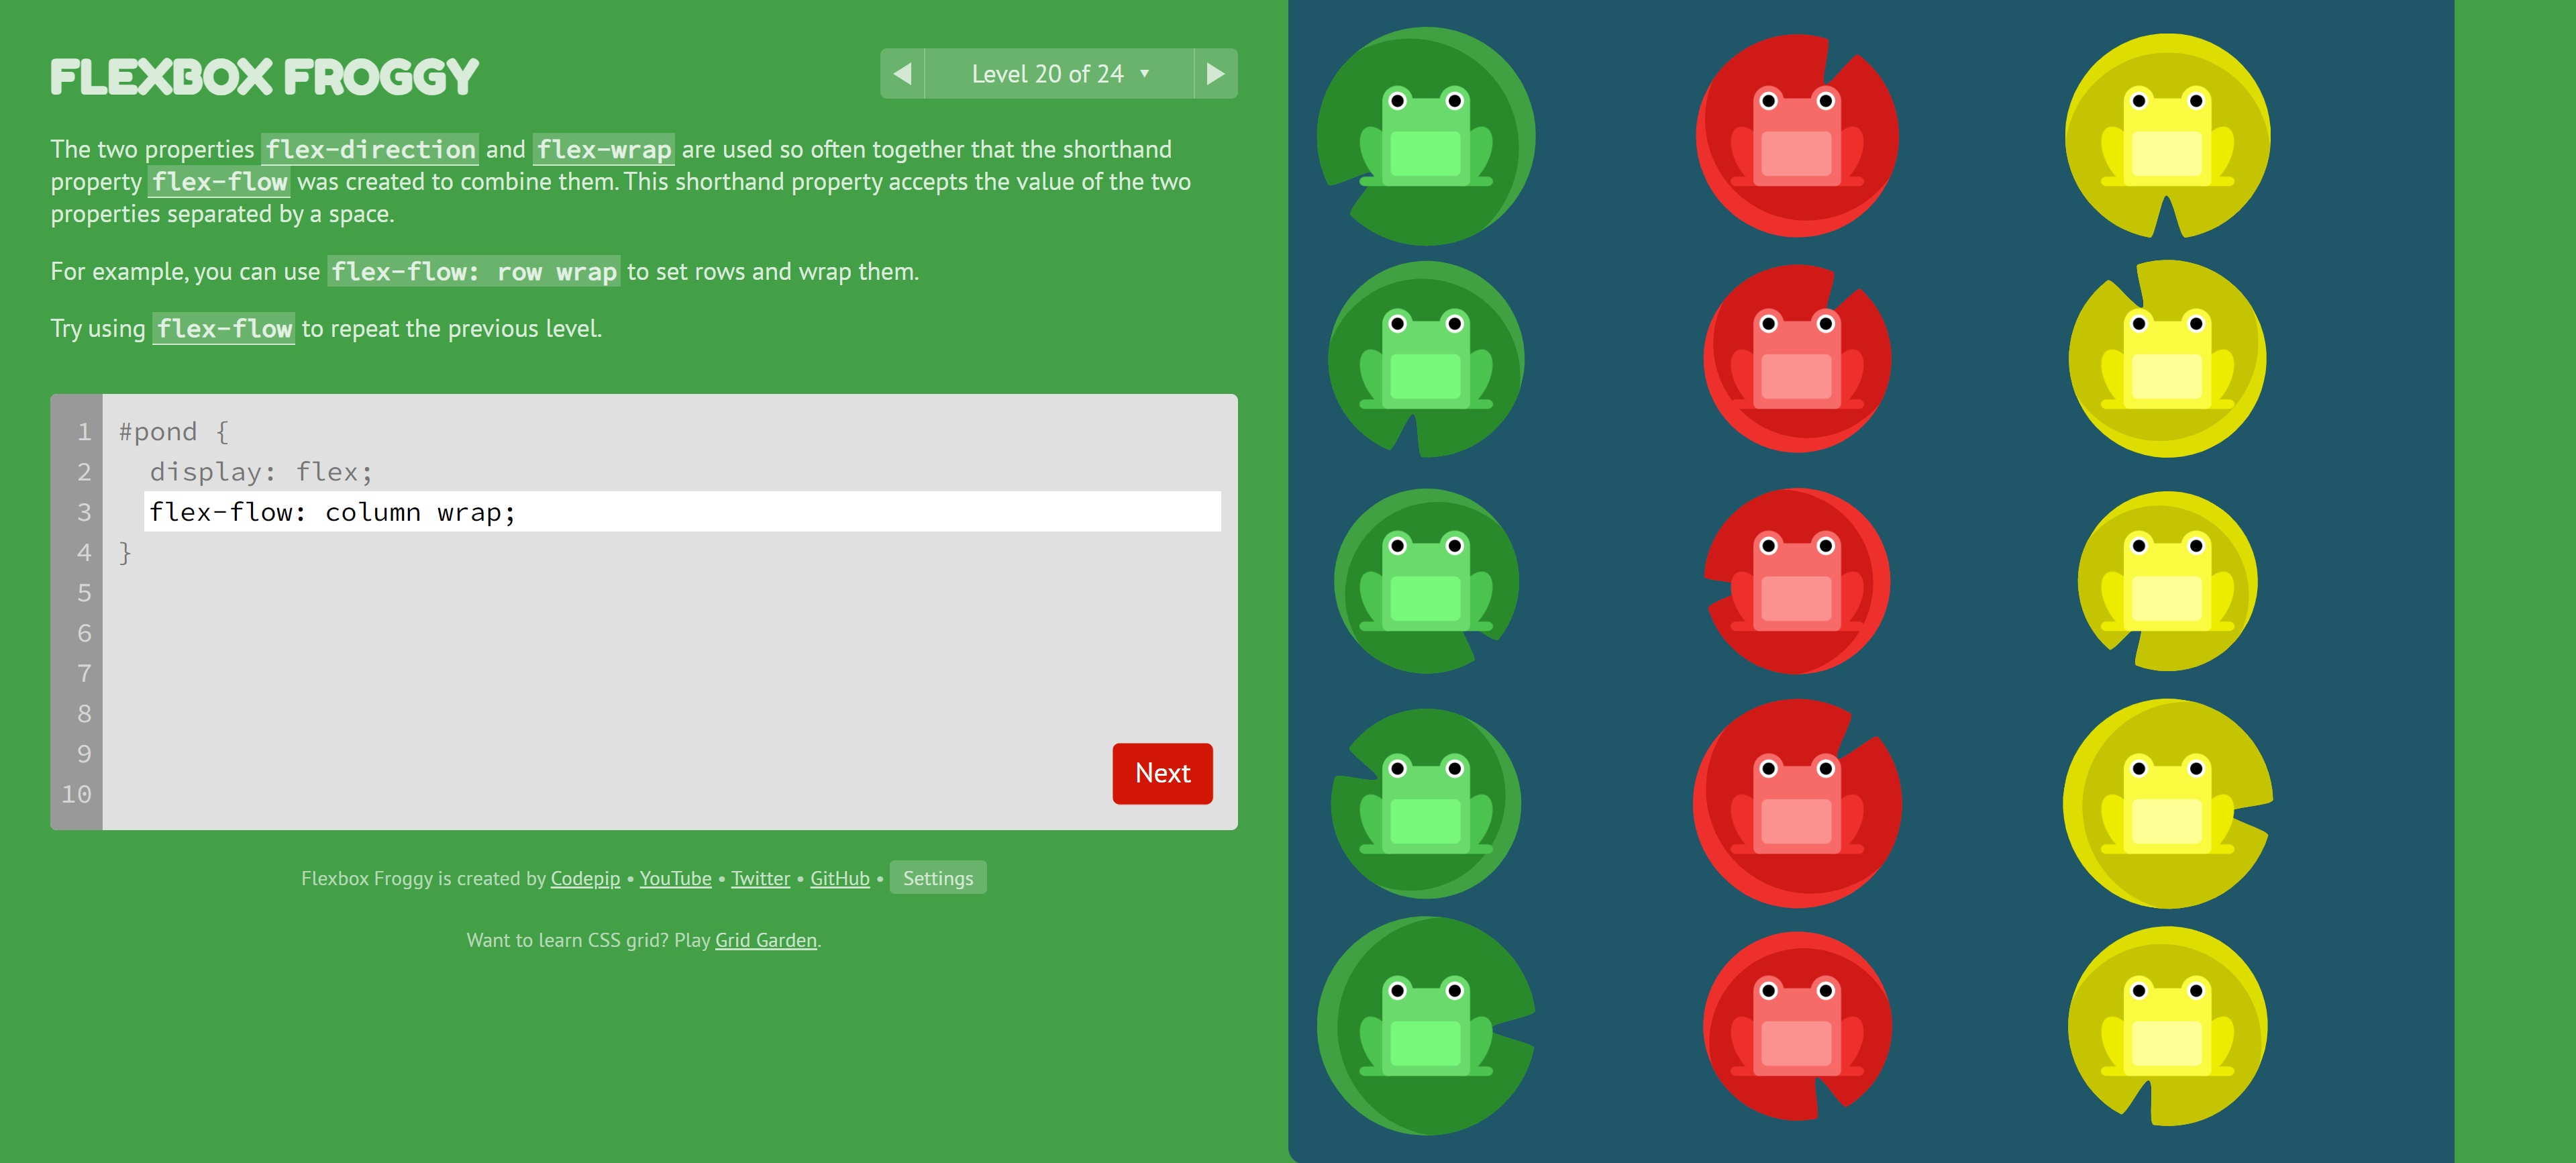 FLEXBOX FROGGY
◀ Level 20 of 24 ▼ ▶
The two properties flex-direction and flex-wrap are used so often together that the shorthand
property flex-flow was created to combine them. This shorthand property accepts the value of the two
properties separated by a space.
For example, you can use flex-flow: row wrap to set rows and wrap them.
Try using flex-flow to repeat the previous level.
1 #pond {
2 display: flex;
3 flex-flow: column wrap;
4 }
5
6
7
8
9
10
Next
Flexbox Froggy is created by Codepip • YouTube • Twitter • GitHub • Settings
Want to learn CSS grid? Play Grid Garden.